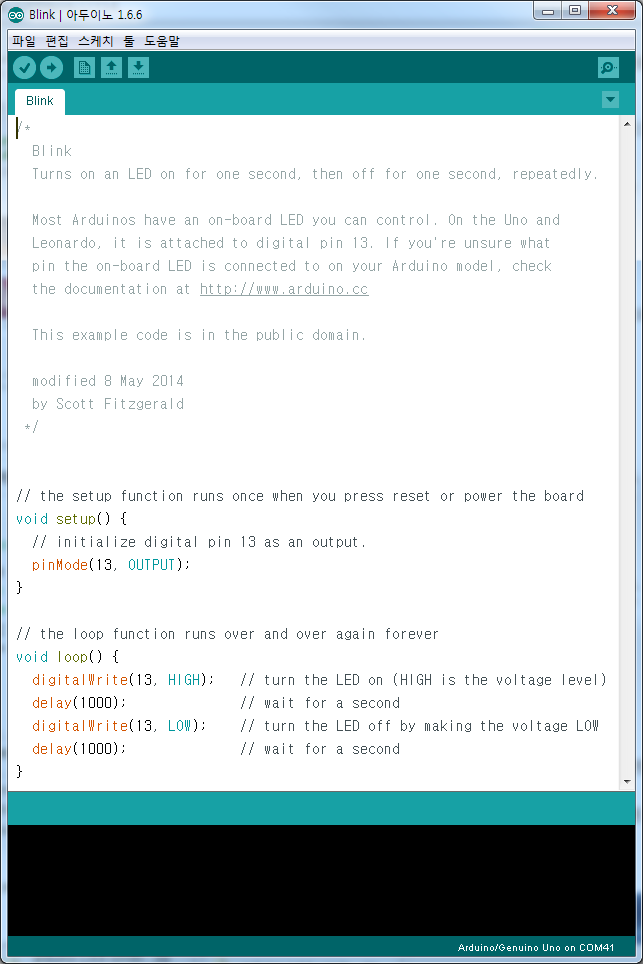 Blink | 아두이노 1.6.6
파일 편집 스케치 툴 도움말
Blink
/*
  Blink
  Turns on an LED on for one second, then off for one second, repeatedly.

  Most Arduinos have an on-board LED you can control. On the Uno and
  Leonardo, it is attached to digital pin 13. If you're unsure what
  pin the on-board LED is connected to on your Arduino model, check
  the documentation at http://www.arduino.cc

  This example code is in the public domain.

  modified 8 May 2014
  by Scott Fitzgerald
 */


// the setup function runs once when you press reset or power the board
void setup() {
  // initialize digital pin 13 as an output.
  pinMode(13, OUTPUT);
}

// the loop function runs over and over again forever
void loop() {
  digitalWrite(13, HIGH);   // turn the LED on (HIGH is the voltage level)
  delay(1000);              // wait for a second
  digitalWrite(13, LOW);    // turn the LED off by making the voltage LOW
  delay(1000);              // wait for a second
}
Arduino/Genuino Uno on COM41